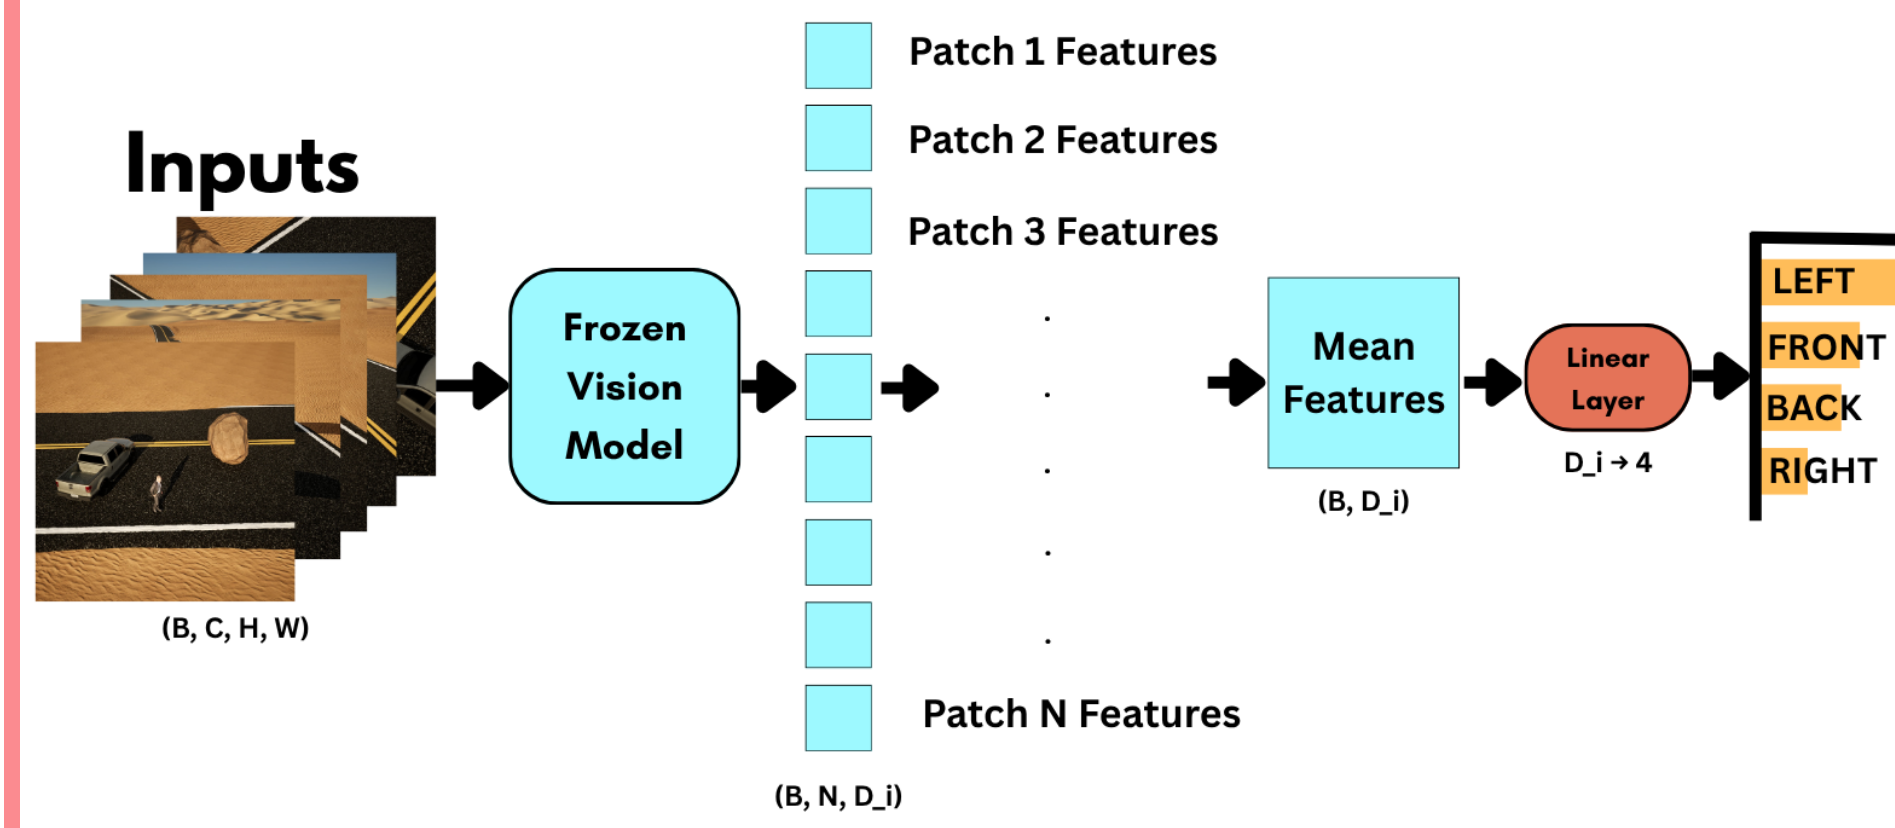 Inputs
(B, C, H, W)
Frozen
Vision
Model
Patch 1 Features
Patch 2 Features
Patch 3 Features
.
.
.
.
.
Patch N Features
(B, N, D_i)
Mean
Features
(B, D_i)
Linear
Layer
D_i → 4
LEFT
FRONT
BACK
RIGHT